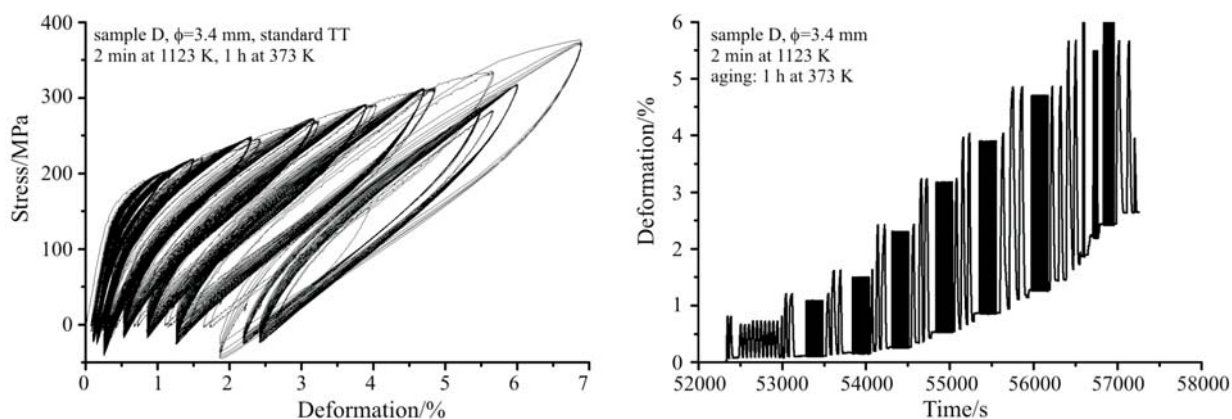 400
300
200
100
0
Stress/MPa
sample D, ϕ=3.4 mm, standard TT
2 min at 1123 K, 1 h at 373 K
0 1 2 3 4 5 6 7
Deformation/%
6
5
4
3
2
1
0
Deformation/%
sample D, ϕ=3.4 mm
2 min at 1123 K
aging: 1 h at 373 K
52000 53000 54000 55000 56000 57000 58000
Time/s